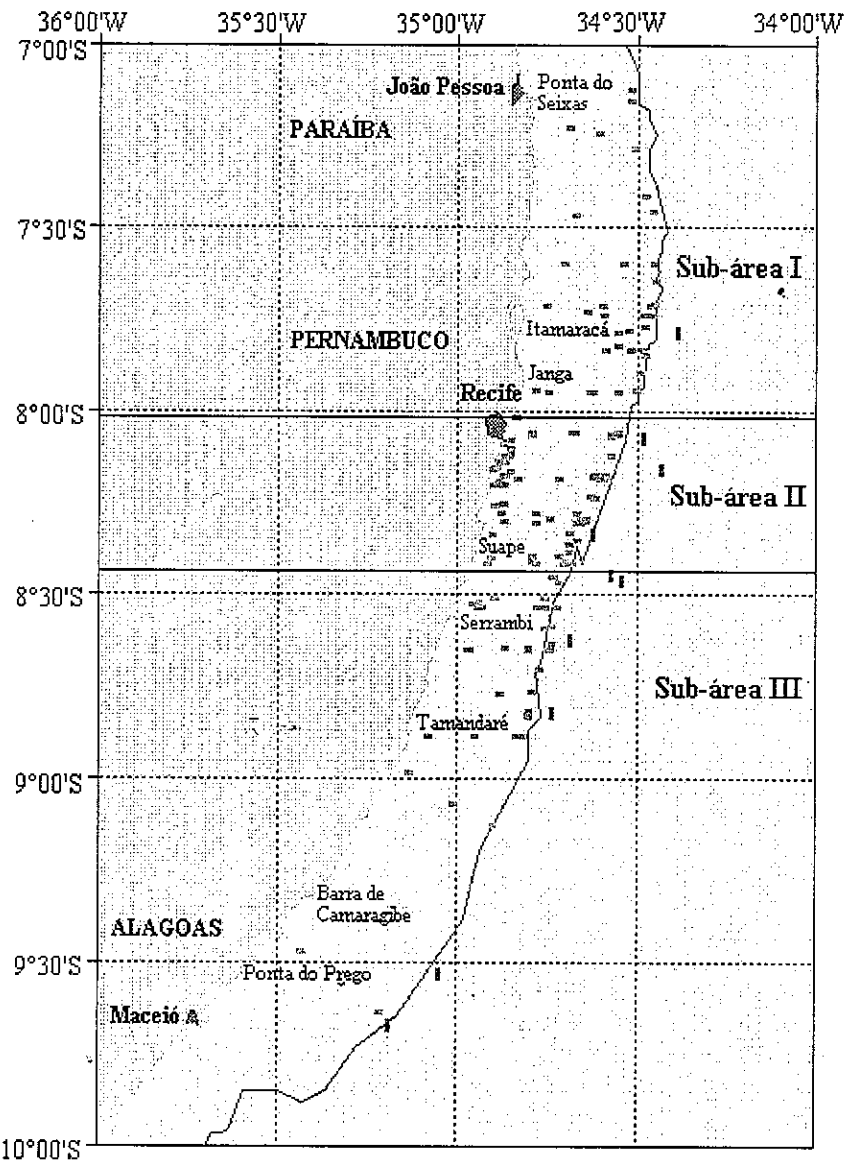 36°00'W 35°30'W 35°00'W 34°30'W 34°00'W
7°00'S
João Pessoa
Ponta do
Seixas
PARAÍBA
7°30'S
Sub-área I
Itamaracá
PERNAMBUCO
Janga
Recife
8°00'S
Sub-área II
Suape
8°30'S
Serrambi
Sub-área III
Tamandaré
9°00'S
Barra de
Camaragibe
ALAGOAS
9°30'S
Ponta do Prego
Maceió
10°00'S